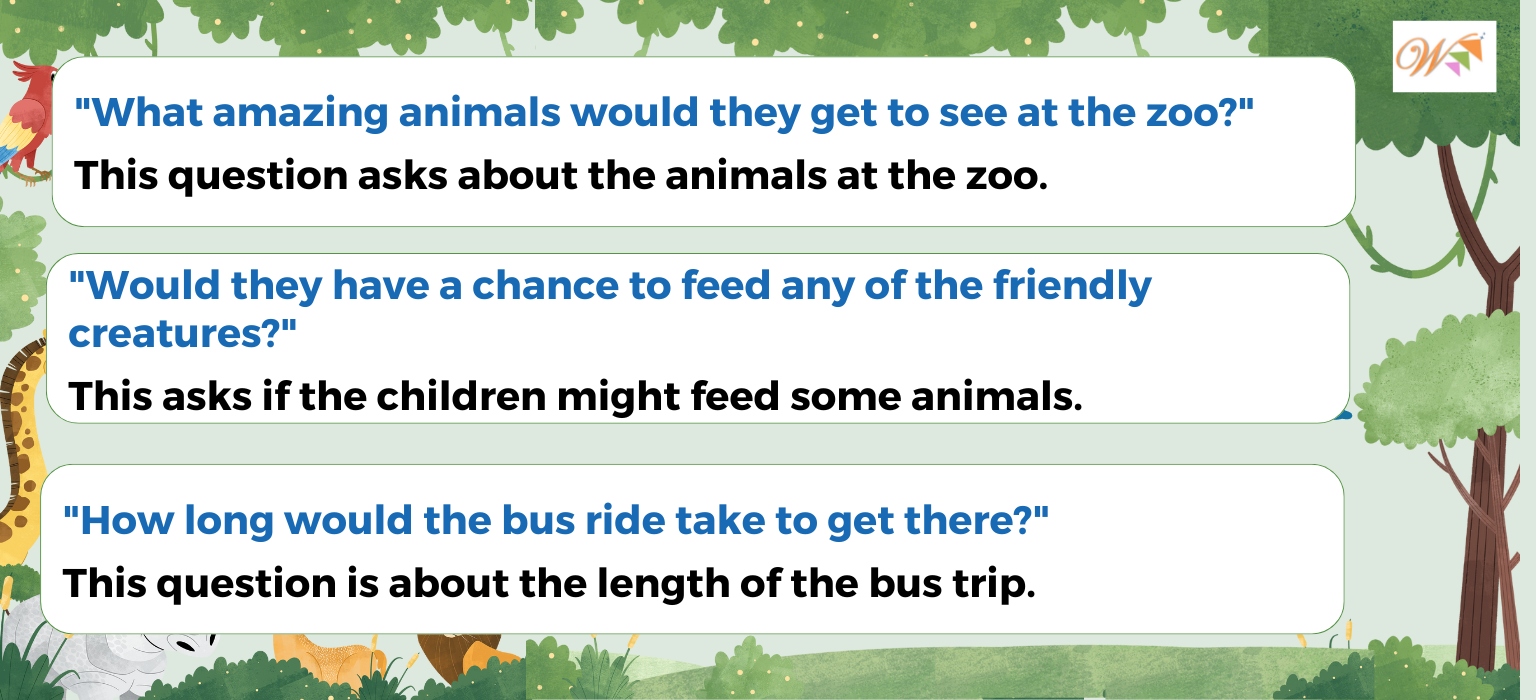 W
"What amazing animals would they get to see at the zoo?"
This question asks about the animals at the zoo.
"Would they have a chance to feed any of the friendly
creatures?"
This asks if the children might feed some animals.
"How long would the bus ride take to get there?"
This question is about the length of the bus trip.